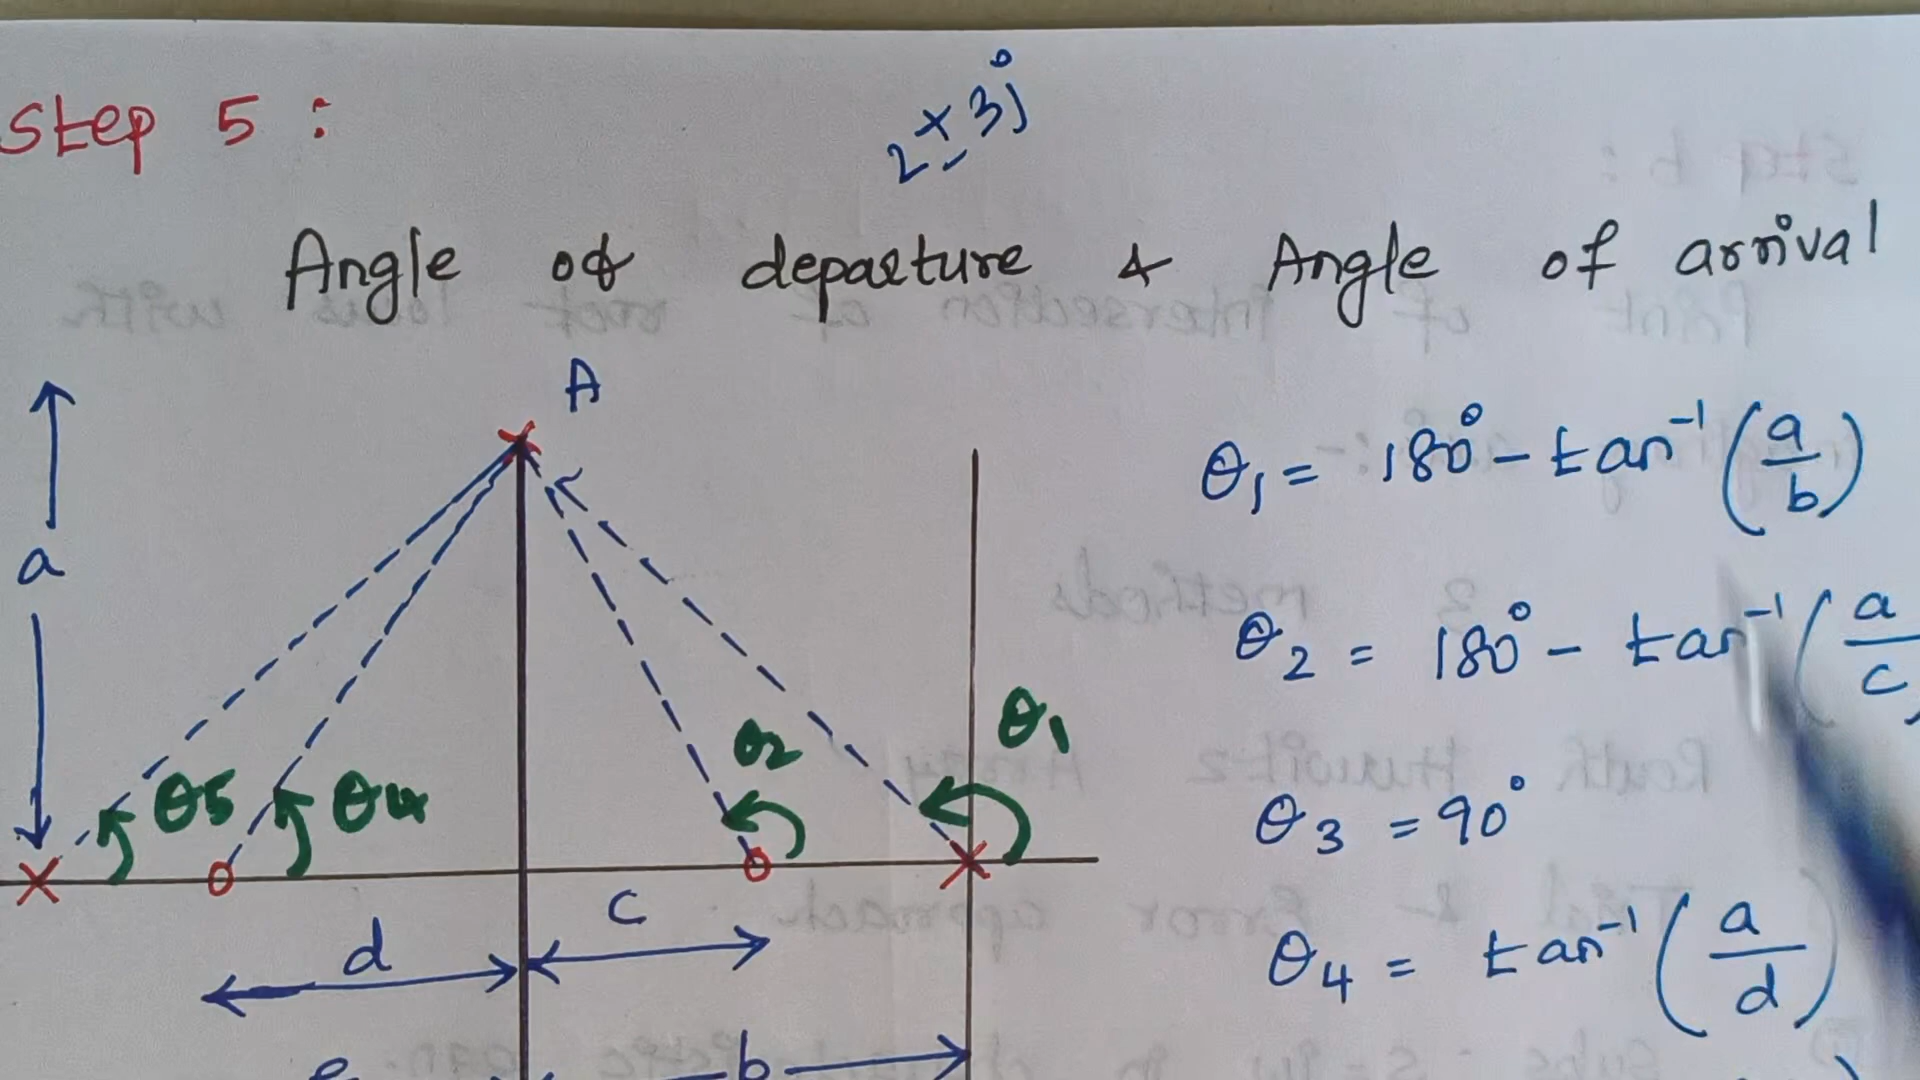 Step 5 :
2 ± 3j
Angle of departure & Angle of arrival
A
a
θ1 = 180° - tan⁻¹ (a/b)
θ2 = 180° - tan⁻¹ (a/c)
θ1
θ2
θ5 θ4
θ3 = 90°
c
d
θ4 = tan⁻¹ (a/d)
e
b